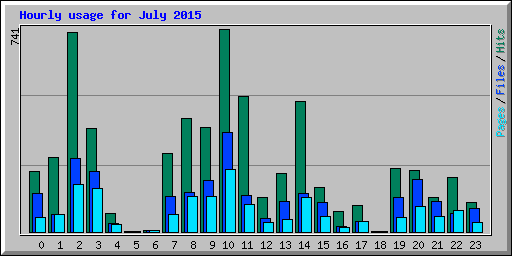 Hourly usage for July 2015
741
Pages/Files/Hits
0 1 2 3 4 5 6 7 8 9 10 11 12 13 14 15 16 17 18 19 20 21 22 23